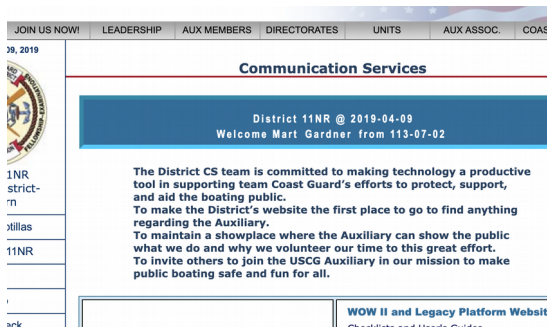 JOIN US NOW! LEADERSHIP AUX MEMBERS DIRECTORATES UNITS AUX ASSOC.
09, 2019
Communication Services
District 11NR @ 2019-04-09
Welcome Mart Gardner from 113-07-02
The District CS team is committed to making technology a productive
tool in supporting team Coast Guard's efforts to protect, support,
and aid the boating public.
To make the District's website the first place to go to find anything
regarding the Auxiliary.
To maintain a showplace where the Auxiliary can show the public
what we do and why we volunteer our time to this great effort.
To invite others to join the USCG Auxiliary in our mission to make
public boating safe and fun for all.
1NR
strict-
rn
otillas
11NR
WOW II and Legacy Platform Websit